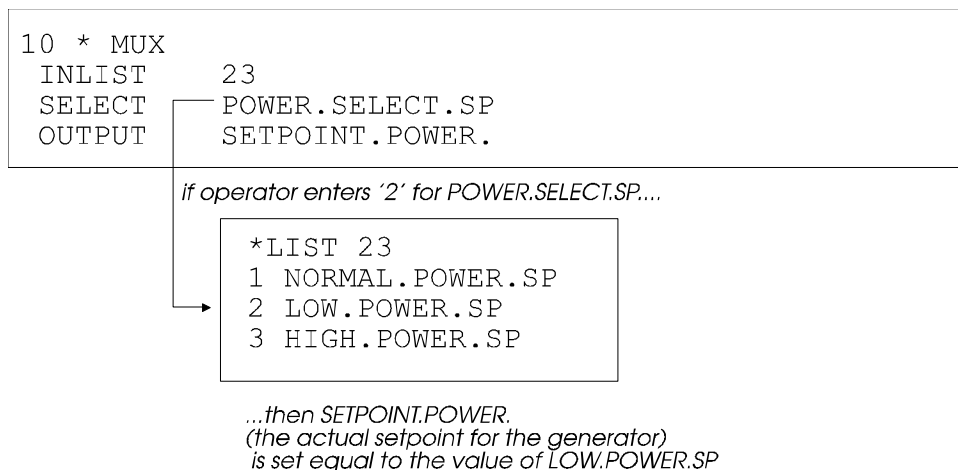 10 * MUX
INLIST 23
SELECT POWER.SELECT.SP
OUTPUT SETPOINT.POWER.
if operator enters '2' for POWER.SELECT.SP....
*LIST 23
1 NORMAL.POWER.SP
2 LOW.POWER.SP
3 HIGH.POWER.SP
...then SETPOINT.POWER.
(the actual setpoint for the generator)
is set equal to the value of LOW.POWER.SP